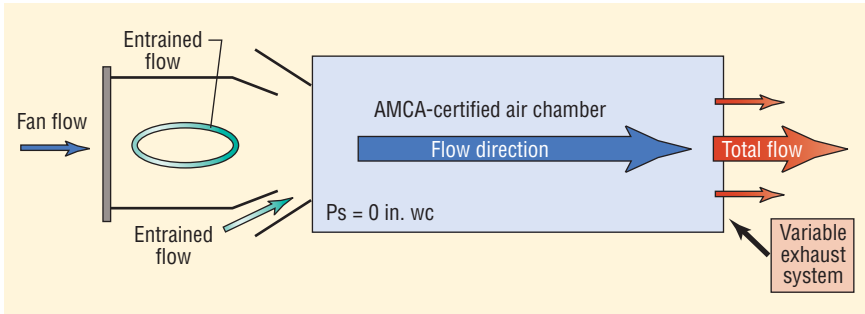 Entrained
flow
Fan flow
AMCA-certified air chamber
Flow direction
Total flow
Ps = 0 in. wc
Entrained
flow
Variable
exhaust
system